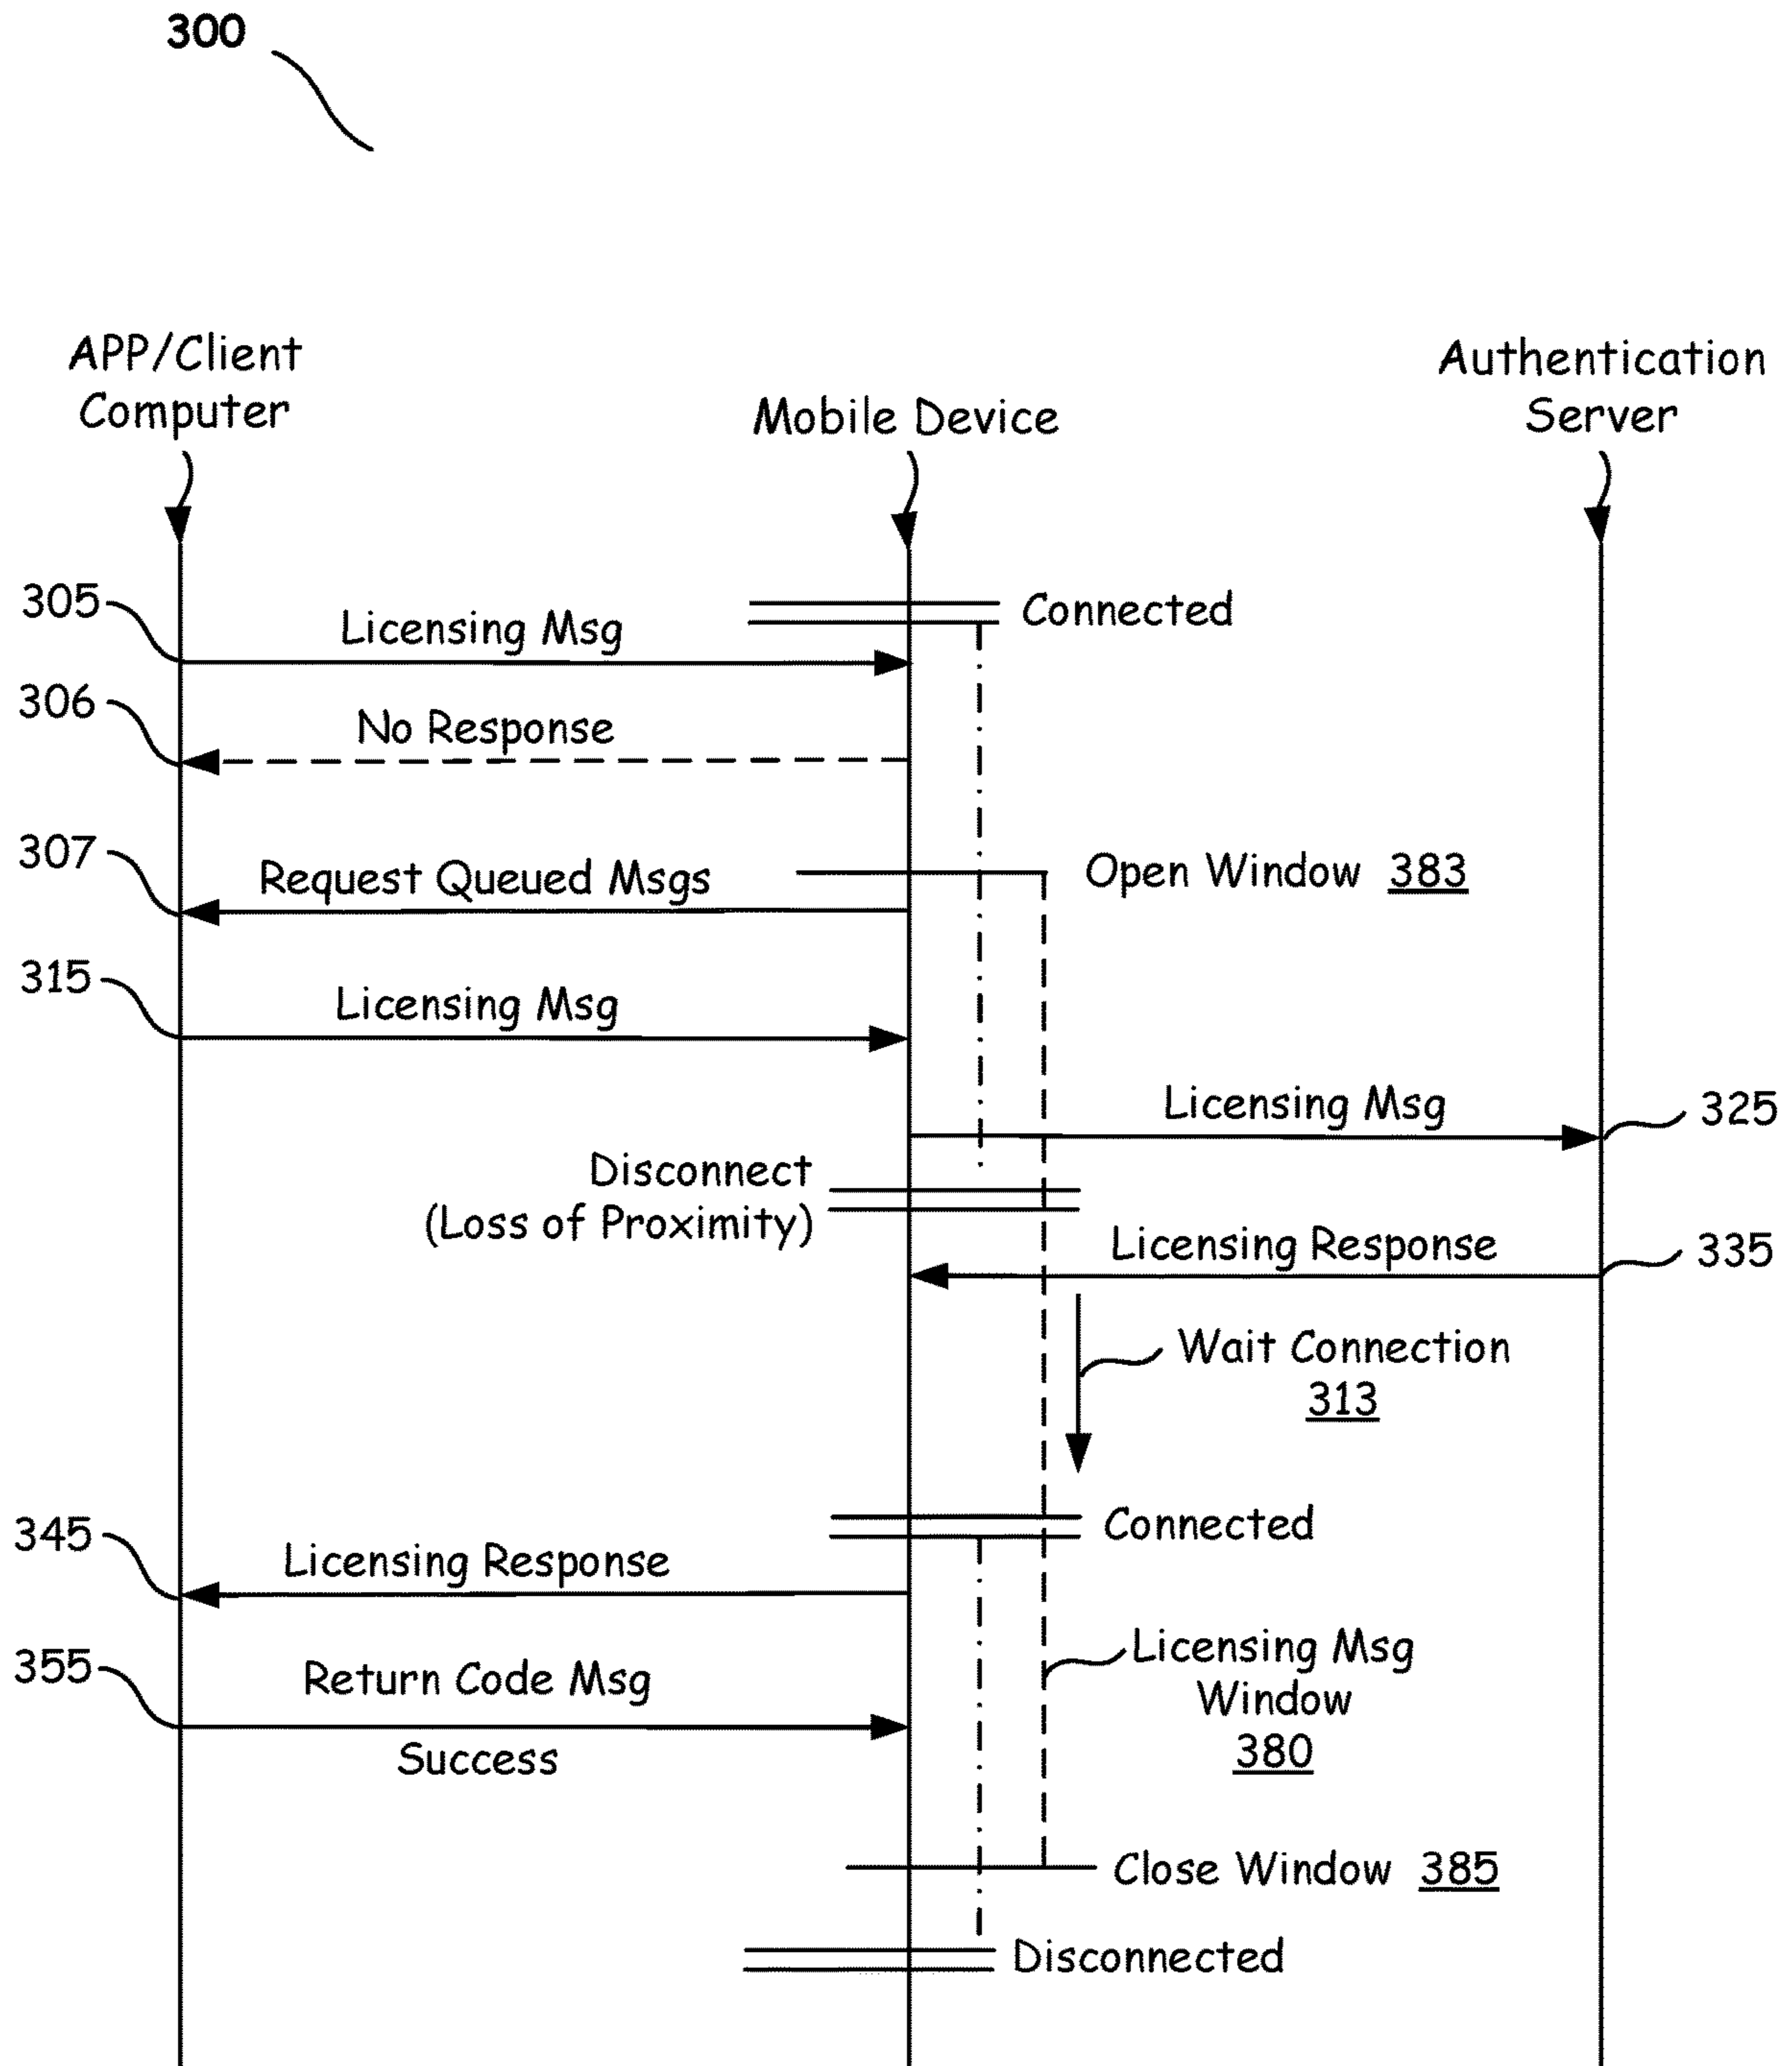 300
APP/Client
Computer
Mobile Device
Authentication
Server
305
Licensing Msg
Connected
306
No Response
307
Request Queued Msgs
Open Window 383
315
Licensing Msg
Licensing Msg
325
Disconnect
(Loss of Proximity)
Licensing Response
335
Wait Connection
313
Connected
345
Licensing Response
355
Return Code Msg
Success
Licensing Msg
Window
380
Close Window 385
Disconnected